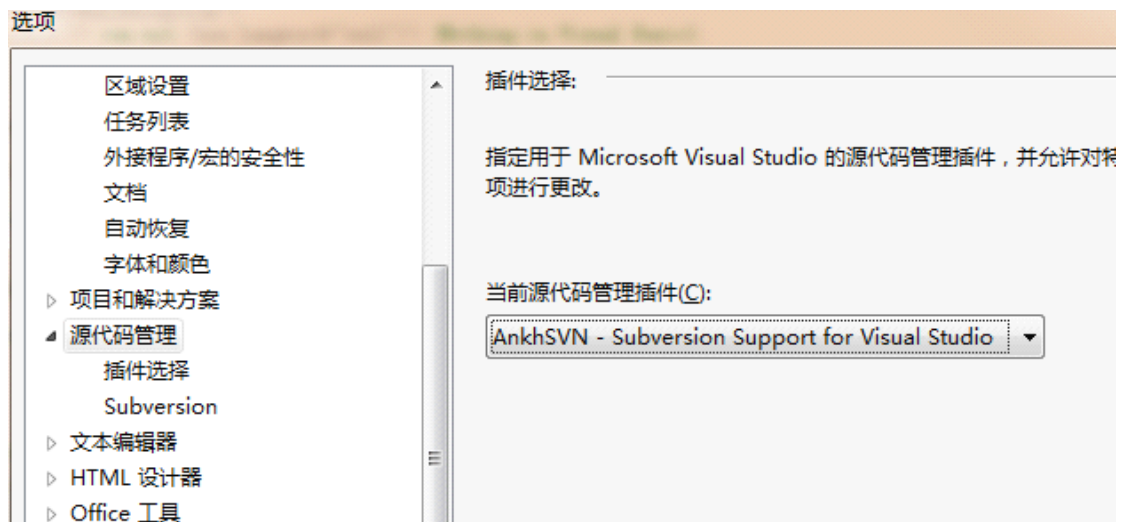 选项
区域设置
任务列表
外接程序/宏的安全性
文档
自动恢复
字体和颜色
项目和解决方案
源代码管理
插件选择
Subversion
文本编辑器
HTML 设计器
Office 工具
插件选择:
指定用于 Microsoft Visual Studio 的源代码管理插件，并允许对特
项进行更改。
当前源代码管理插件(C):
AnkhSVN - Subversion Support for Visual Studio